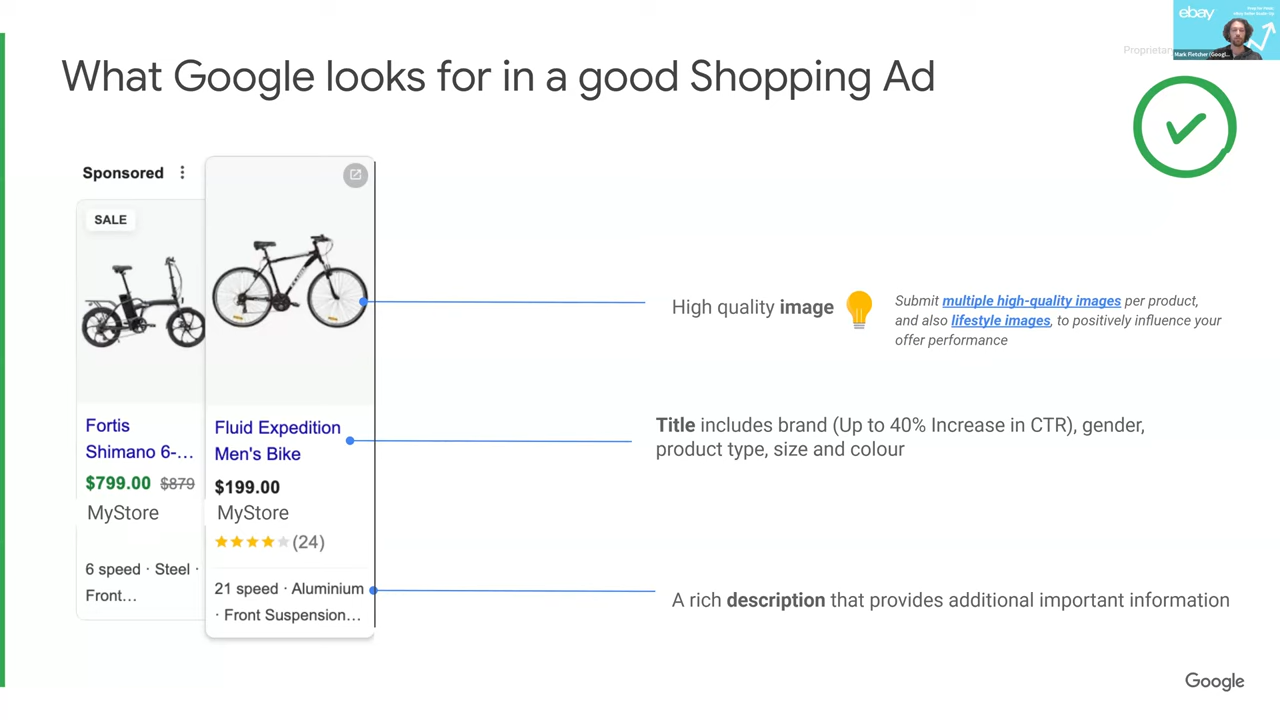 ebay
What Google looks for in a good Shopping Ad
Sponsored
SALE
Fortis
Shimano 6-...
$799.00 $879
MyStore
6 speed · Steel ·
Front...
Fluid Expedition
Men's Bike
$199.00
MyStore
(24)
21 speed · Aluminium
· Front Suspension...
High quality image
Submit multiple high-quality images per product,
and also lifestyle images, to positively influence your
offer performance
Title includes brand (Up to 40% Increase in CTR), gender,
product type, size and colour
A rich description that provides additional important information
Google
Mark Fletcher (Googl...